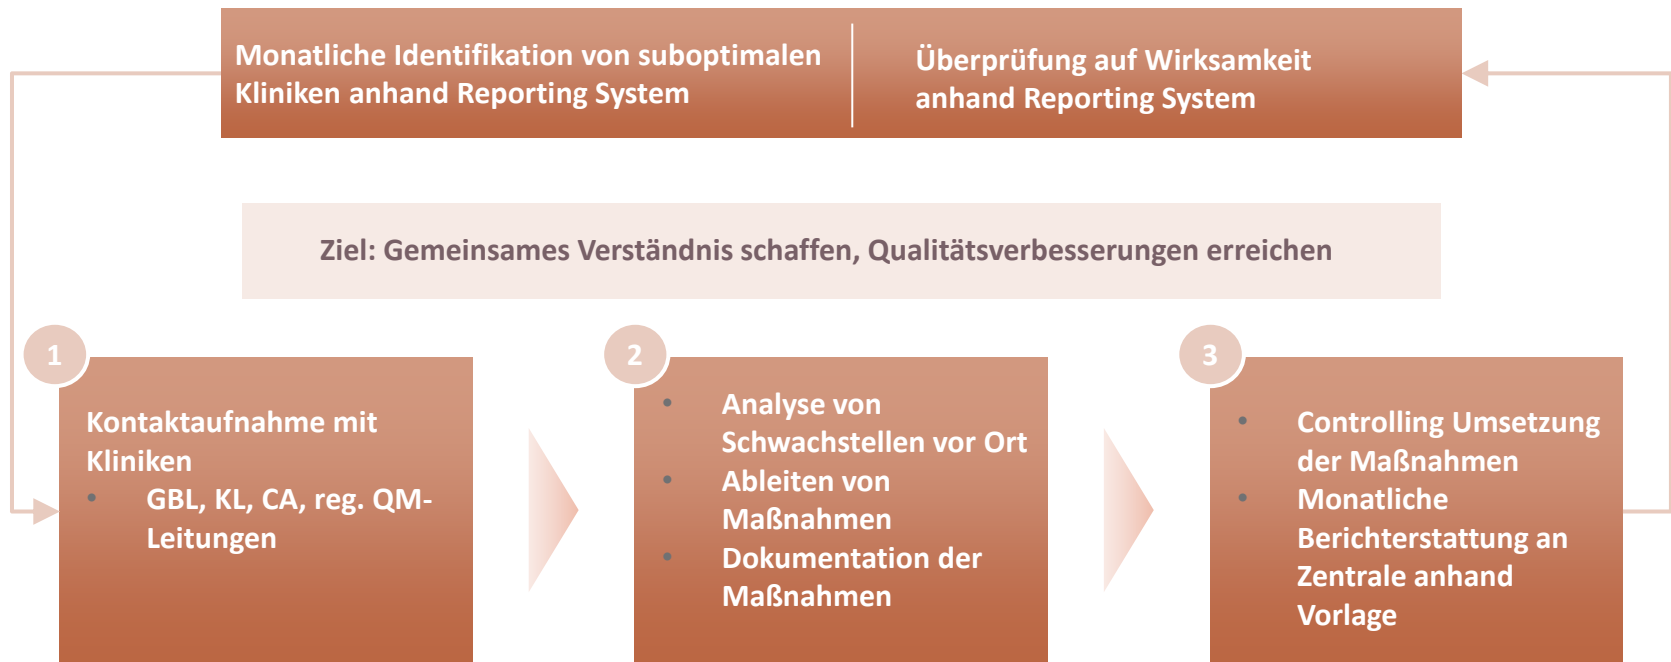 Monatliche Identifikation von suboptimalen
Kliniken anhand Reporting System
Überprüfung auf Wirksamkeit
anhand Reporting System
Ziel: Gemeinsames Verständnis schaffen, Qualitätsverbesserungen erreichen
1
Kontaktaufnahme mit
Kliniken
• GBL, KL, CA, reg. QM-
Leitungen
2
• Analyse von
Schwachstellen vor Ort
• Ableiten von
Maßnahmen
• Dokumentation der
Maßnahmen
3
• Controlling Umsetzung
der Maßnahmen
• Monatliche
Berichterstattung an
Zentrale anhand
Vorlage